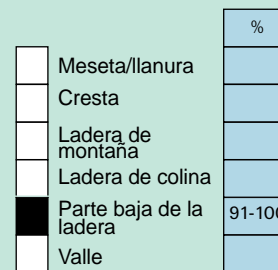 %
Meseta/llanura
Cresta
Ladera de
montaña
Ladera de colina
Parte baja de la
ladera
91-100
Valle